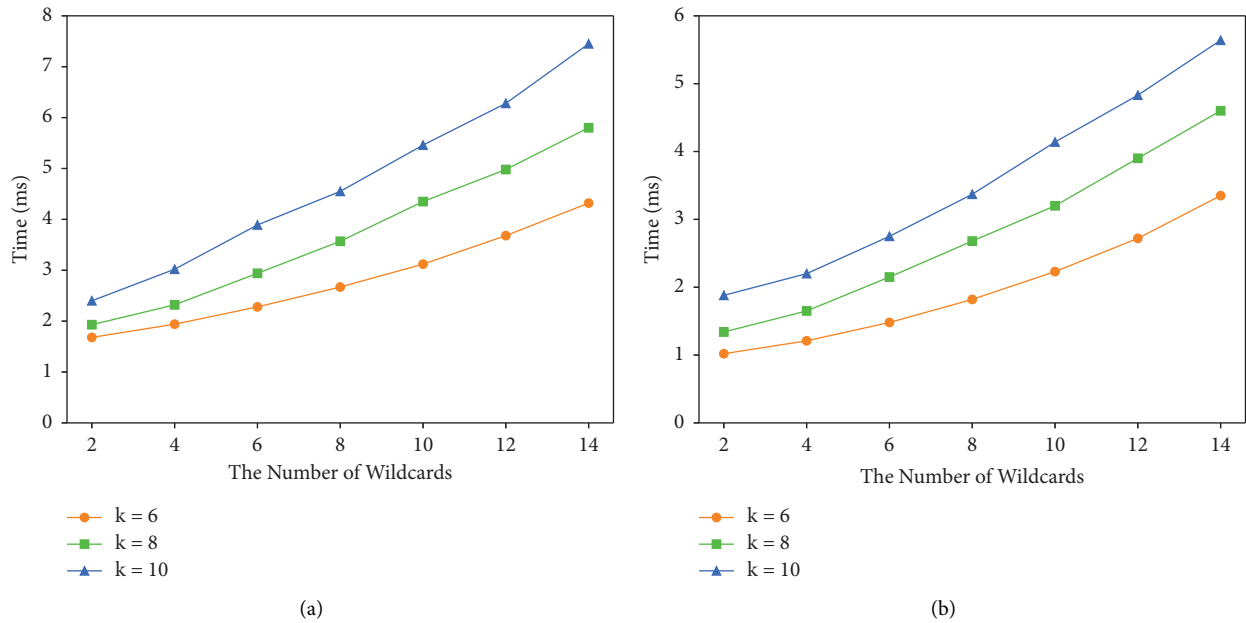 8
7
6
5
4
3
2
1
0
Time (ms)
2 4 6 8 10 12 14
The Number of Wildcards
k = 6
k = 8
k = 10
(a)
6
5
4
3
2
1
0
Time (ms)
2 4 6 8 10 12 14
The Number of Wildcards
k = 6
k = 8
k = 10
(b)